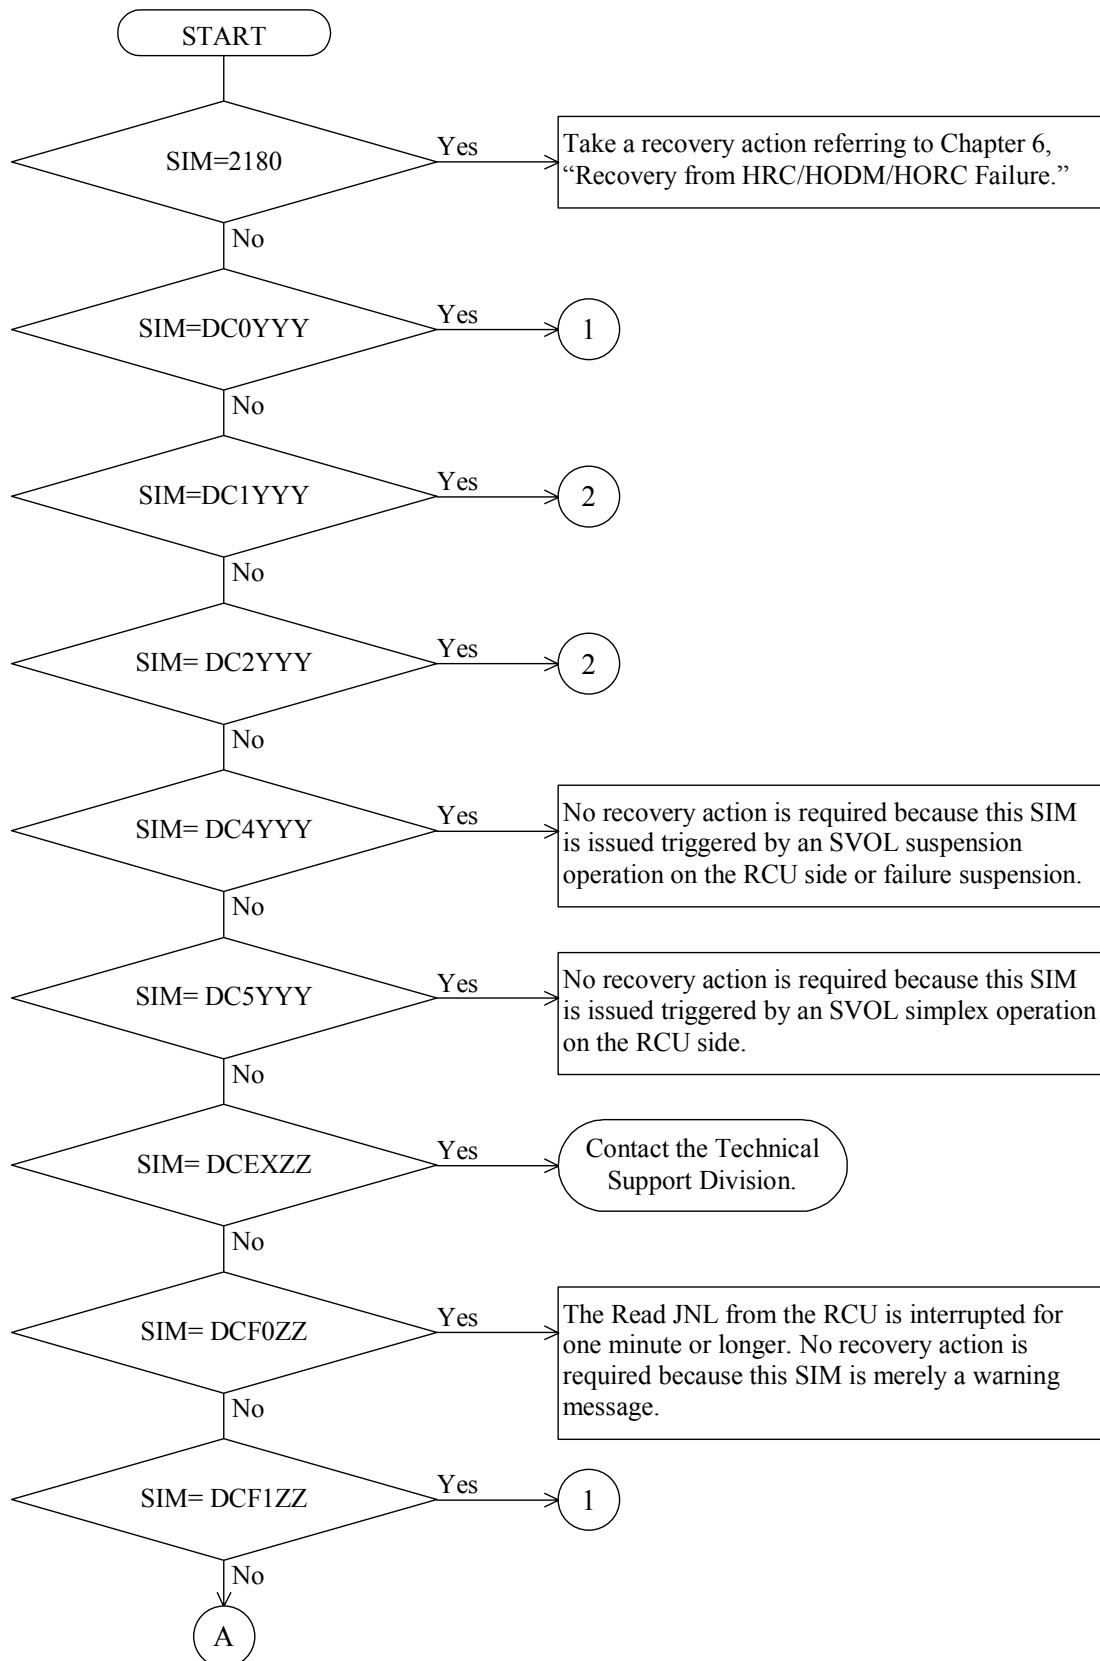 START
SIM=2180
Yes
Take a recovery action referring to Chapter 6,
“Recovery from HRC/HODM/HORC Failure.”
No
SIM=DC0YYY
Yes
1
No
SIM=DC1YYY
Yes
2
No
SIM= DC2YYY
Yes
2
No
SIM= DC4YYY
Yes
No recovery action is required because this SIM
is issued triggered by an SVOL suspension
operation on the RCU side or failure suspension.
No
SIM= DC5YYY
Yes
No recovery action is required because this SIM
is issued triggered by an SVOL simplex operation
on the RCU side.
No
SIM= DCEXZZ
Yes
Contact the Technical
Support Division.
No
SIM= DCF0ZZ
Yes
The Read JNL from the RCU is interrupted for
one minute or longer. No recovery action is
required because this SIM is merely a warning
message.
No
SIM= DCF1ZZ
Yes
1
No
A